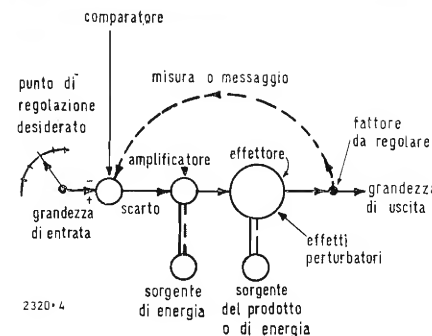 comparatore
misura o messaggio
punto di
regolazione
desiderato
fattore
da regolare
amplificatore
effettore
-
+
grandezza
di entrata
scarto
grandezza
di uscita
effetti
perturbatori
sorgente
di energia
sorgente
del prodotto
o di energia
2320•4